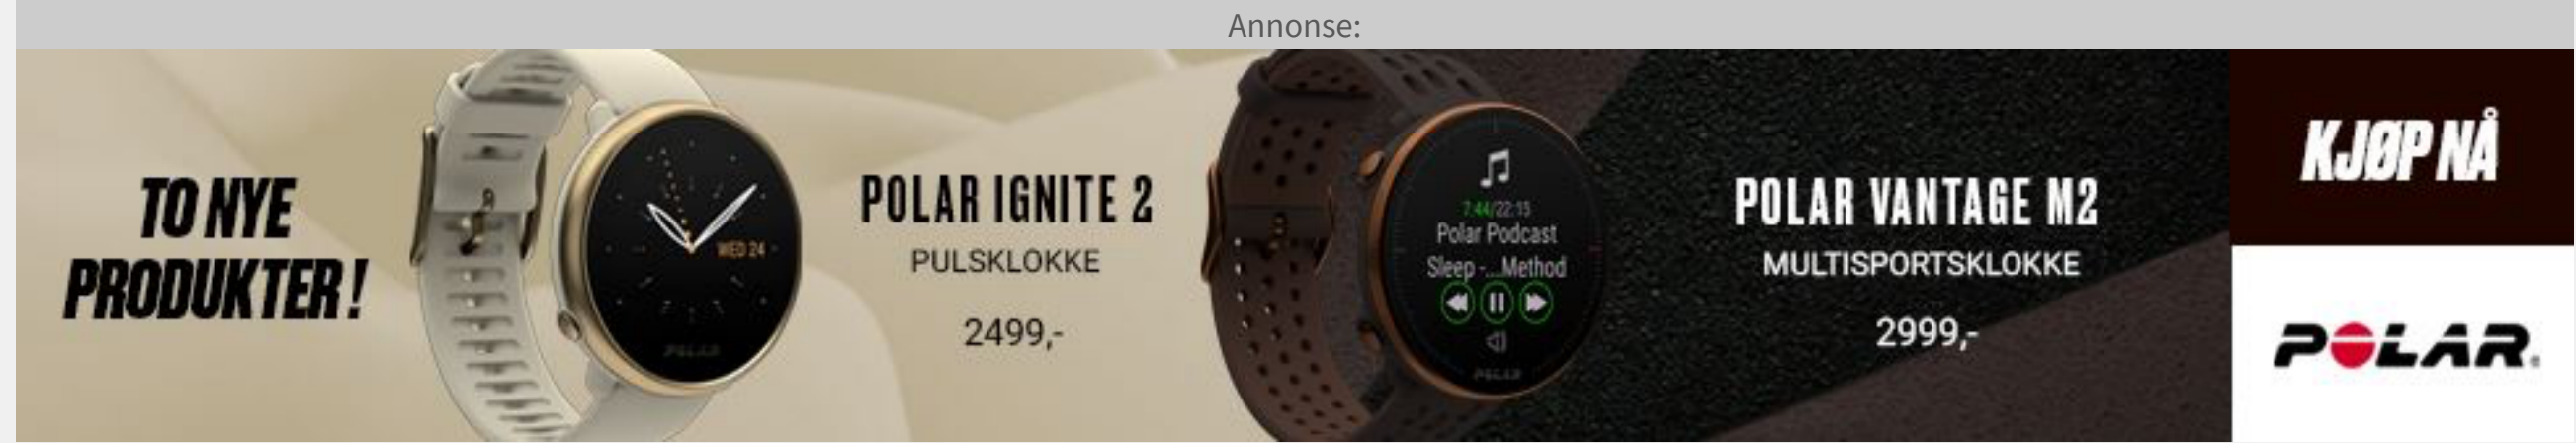 Annonse:
TO NYE
PRODUKTER!
WED 24
POLAR
POLAR IGNITE 2
PULSKLOKKE
2499,-
7:44/22:15
Polar Podcast
Sleep -...Method
POLAR
POLAR VANTAGE M2
MULTISPORTSKLOKKE
2999,-
KJØP NÅ
POLAR®